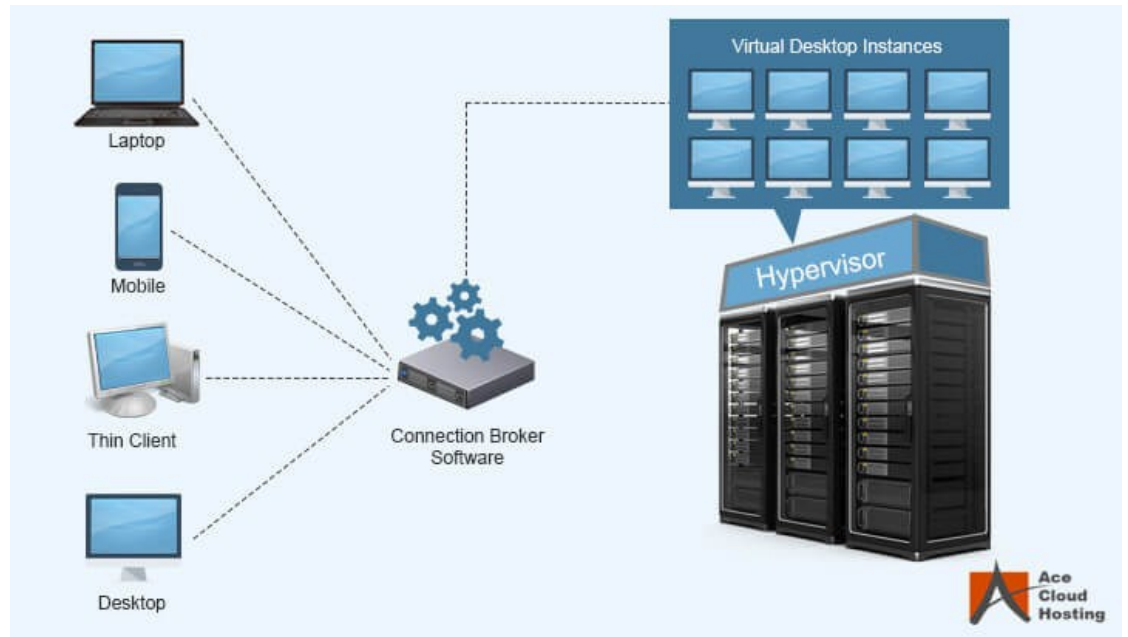 Laptop
Mobile
Thin Client
Desktop
Connection Broker
Software
Virtual Desktop Instances
Hypervisor
Ace
Cloud
Hosting